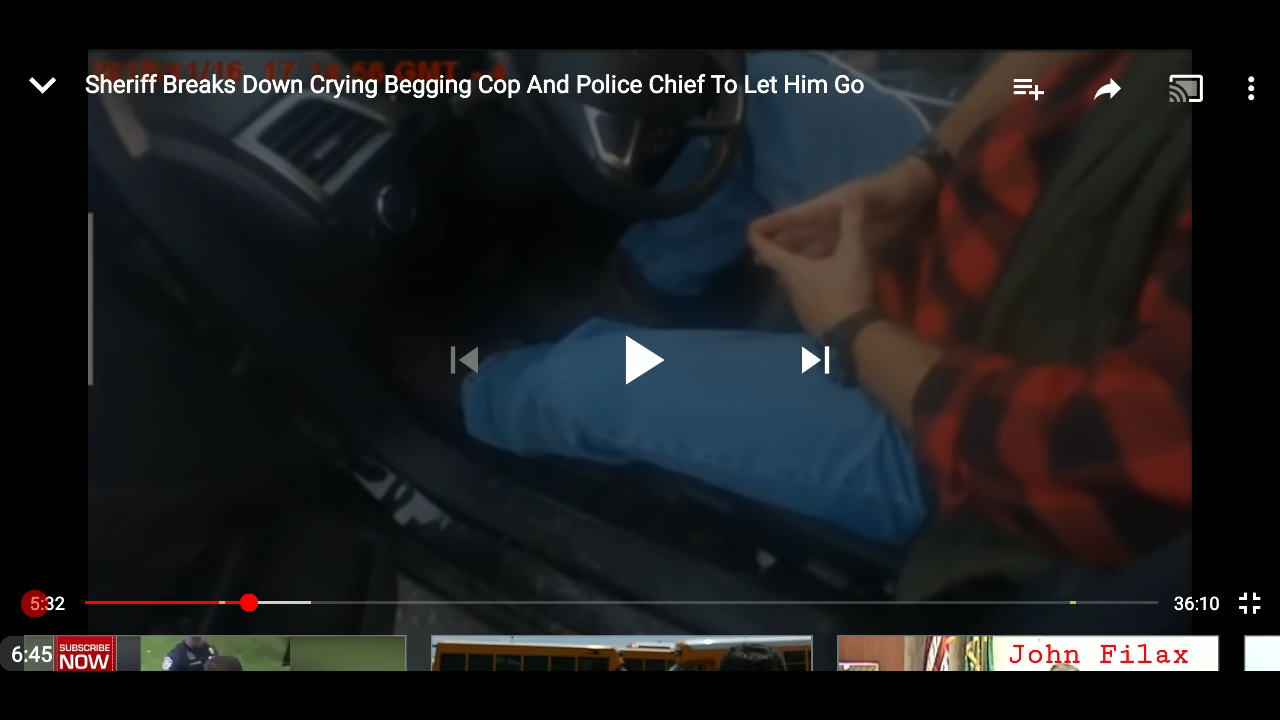 Sheriff Breaks Down Crying Begging Cop And Police Chief To Let Him Go
5:32
36:10
6:45
SUBSCRIBE
NOW
John Filax